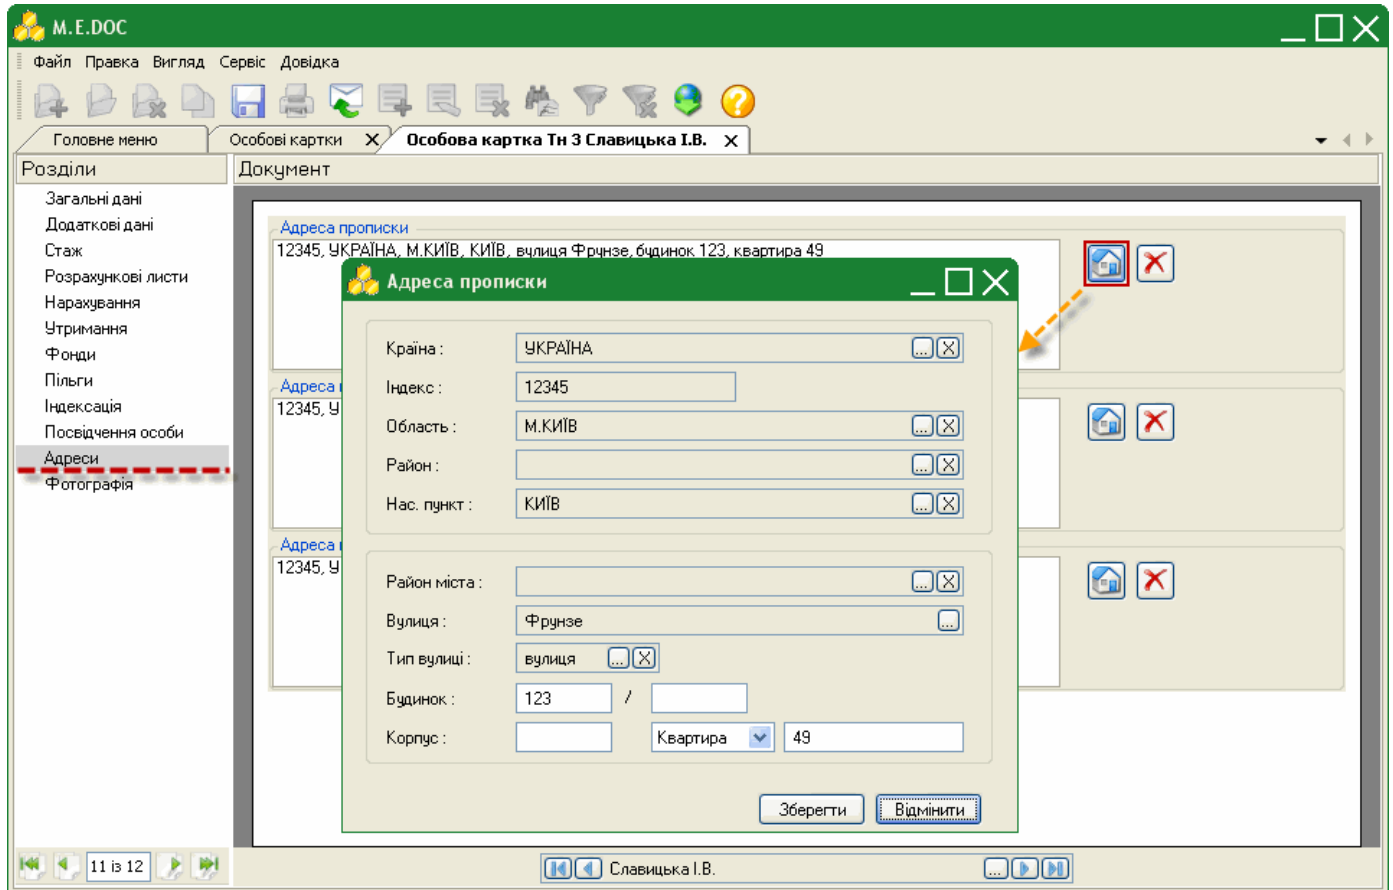 M.E.DOC
Файл Правка Вигляд Сервіс Довідка
Головне меню Особові картки Особова картка Тн 3 Славицька І.В.
Розділи Документ
Загальні дані
Додаткові дані
Стаж
Розрахункові листи
Нарахування
Утримання
Фонди
Пільги
Індексація
Посвідчення особи
Адреси
Фотографія
Адреса прописки
12345, УКРАЇНА, М.КИЇВ, КИЇВ, вулиця Фрунзе, будинок 123, квартира 49
Адреса
12345, У
Адреса
12345, У
Адреса прописки
Країна : УКРАЇНА ... X
Індекс : 12345
Область : М.КИЇВ ... X
Район : ... X
Нас. пункт : КИЇВ ... X
Район міста : ... X
Вулиця : Фрунзе ...
Тип вулиці : вулиця ... X
Будинок : 123 /
Корпус : Квартира 49
Зберегти Відмінити
11 із 12 Славицька І.В. ...